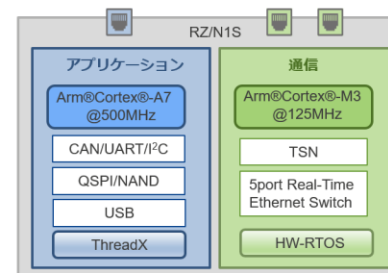 RZ/N1S
アプリケーション
Arm®Cortex®-A7
@500MHz
CAN/UART/I²C
QSPI/NAND
USB
ThreadX
通信
Arm®Cortex®-M3
@125MHz
TSN
5port Real-Time
Ethernet Switch
HW-RTOS